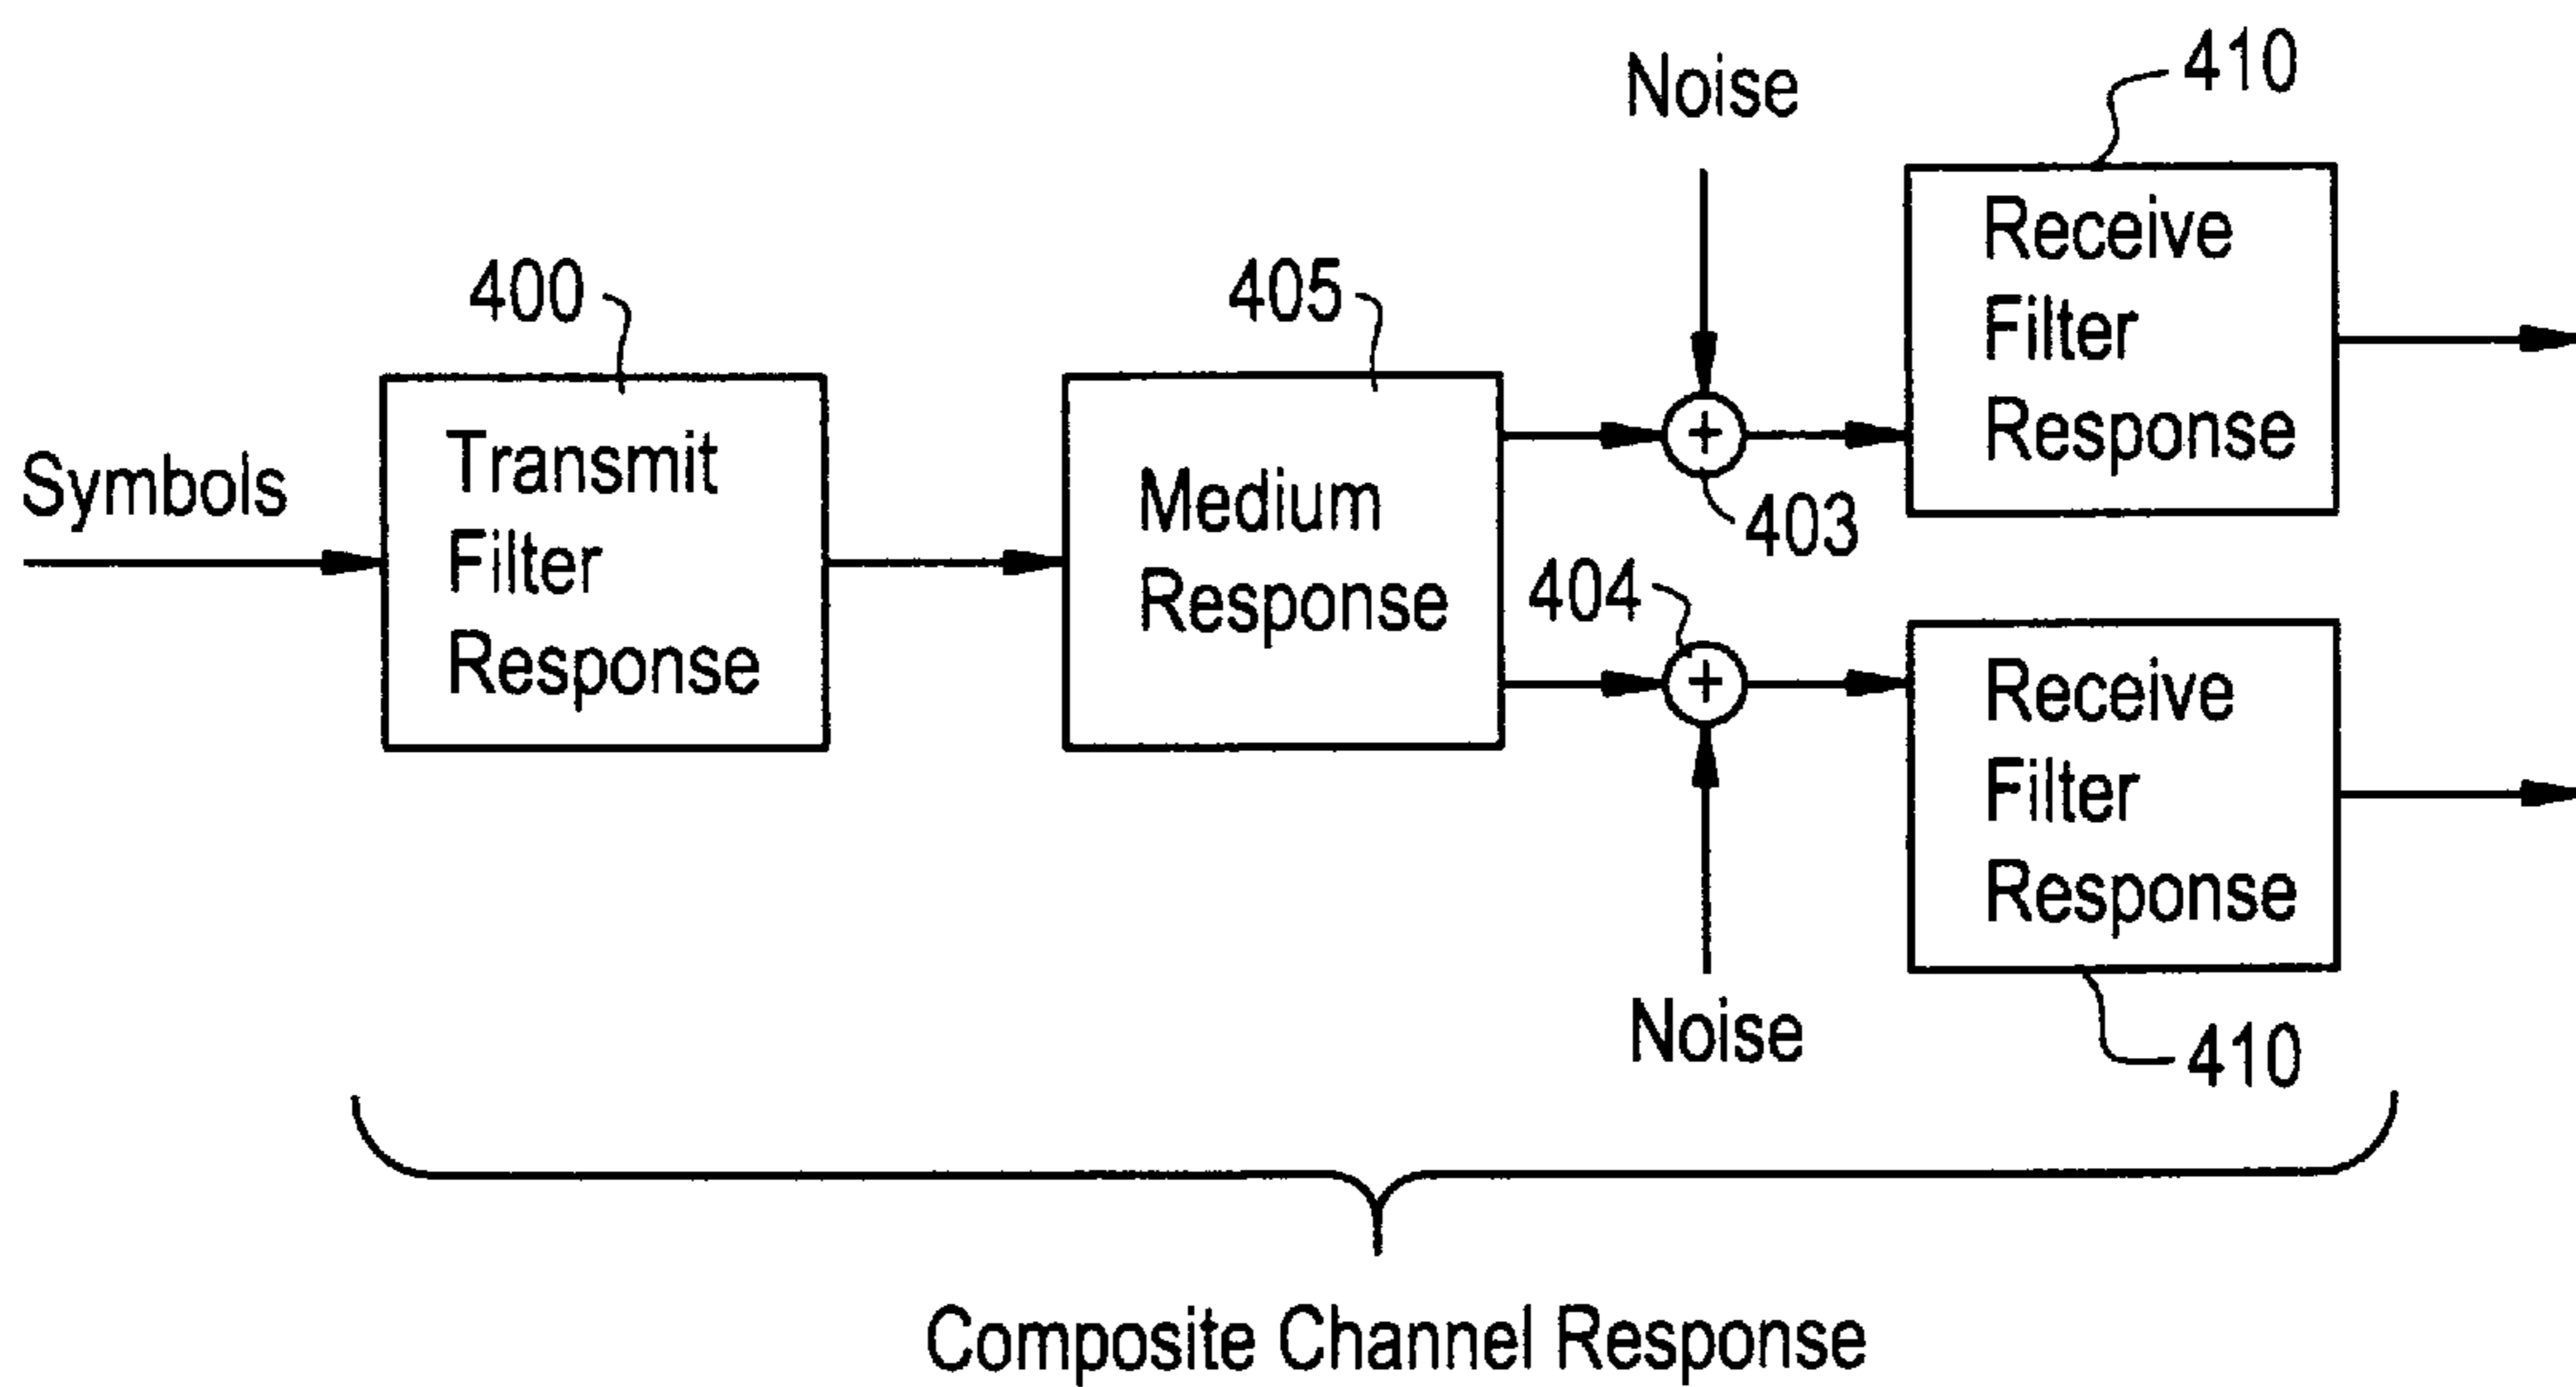 Noise
410
Receive
Filter
Response
400
405
Symbols
Transmit
Filter
Response
Medium
Response
403
404
Receive
Filter
Response
Noise
410
+
+
Composite Channel Response